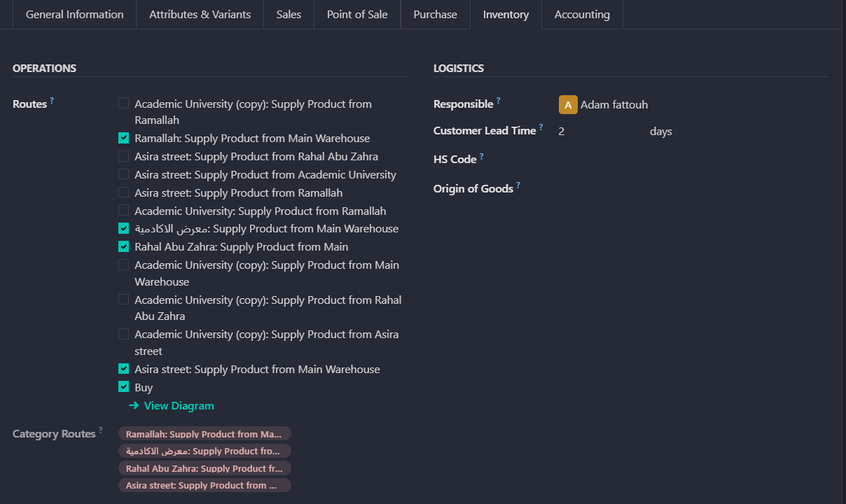 General Information Attributes & Variants Sales Point of Sale Purchase Inventory Accounting
OPERATIONS
Routes ?
Academic University (copy): Supply Product from
Ramallah
Ramallah: Supply Product from Main Warehouse
Asira street: Supply Product from Rahal Abu Zahra
Asira street: Supply Product from Academic University
Asira street: Supply Product from Ramallah
Academic University: Supply Product from Ramallah
معرض الاكادمية: Supply Product from Main Warehouse
Rahal Abu Zahra: Supply Product from Main
Academic University (copy): Supply Product from Main
Warehouse
Academic University (copy): Supply Product from Rahal
Abu Zahra
Academic University (copy): Supply Product from Asira
street
Asira street: Supply Product from Main Warehouse
Buy
→ View Diagram
Category Routes ?
Ramallah: Supply Product from Ma...
معرض الاكادمية: Supply Product fro...
Rahal Abu Zahra: Supply Product fr...
Asira street: Supply Product from ...
LOGISTICS
Responsible ? A Adam fattouh
Customer Lead Time ? 2 days
HS Code ?
Origin of Goods ?